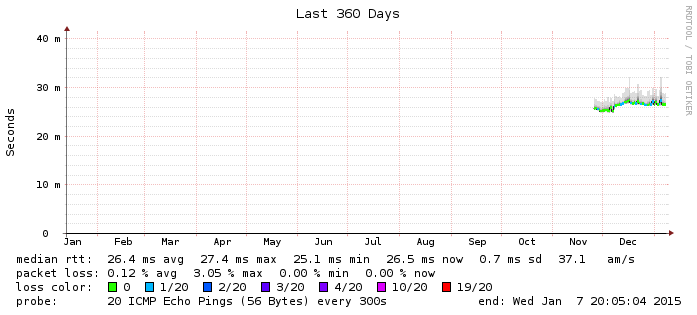 Last 360 Days
RRDTOOL / TOBI OETIKER
Seconds
40 m
30 m
20 m
10 m
0
Jan Feb Mar Apr May Jun Jul Aug Sep Oct Nov Dec
median rtt: 26.4 ms avg 27.4 ms max 25.1 ms min 26.5 ms now 0.7 ms sd 37.1 am/s
packet loss: 0.12 % avg 3.05 % max 0.00 % min 0.00 % now
loss color: 0 1/20 2/20 3/20 4/20 10/20 19/20
probe: 20 ICMP Echo Pings (56 Bytes) every 300s end: Wed Jan 7 20:05:04 2015